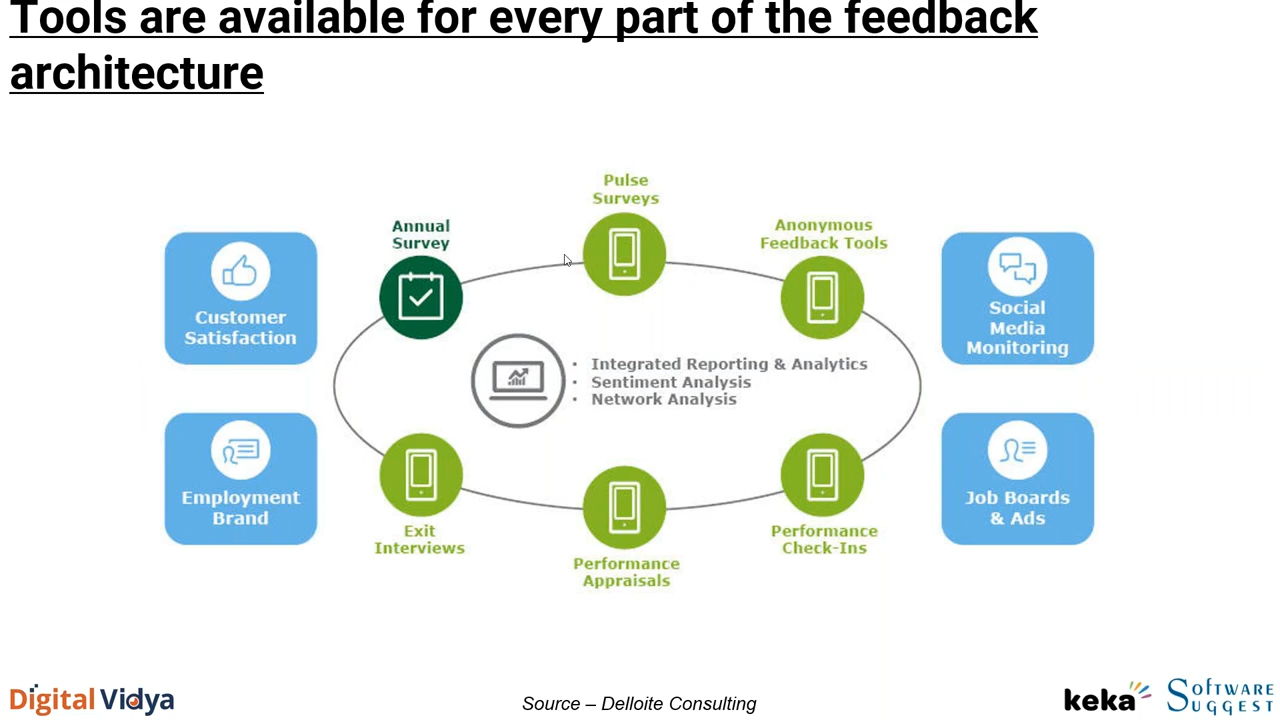 Tools are available for every part of the feedback
architecture
Pulse
Surveys
Annual
Survey
Anonymous
Feedback Tools
Customer
Satisfaction
Social
Media
Monitoring
• Integrated Reporting & Analytics
• Sentiment Analysis
• Network Analysis
Employment
Brand
Job Boards
& Ads
Exit
Interviews
Performance
Appraisals
Performance
Check-Ins
Digital Vidya
Source – Delloite Consulting
keka
Software
Suggest